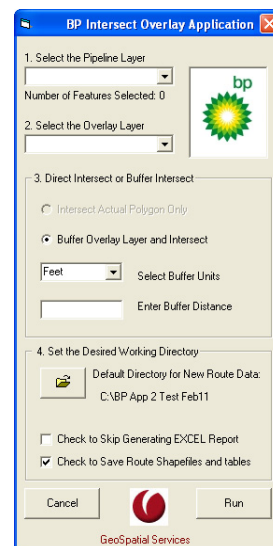 BP Intersect Overlay Application
1. Select the Pipeline Layer
Number of Features Selected: 0
bp
2. Select the Overlay Layer
3. Direct Intersect or Buffer Intersect
Intersect Actual Polygon Only
Buffer Overlay Layer and Intersect
Feet Select Buffer Units
Enter Buffer Distance
4. Set the Desired Working Directory
Default Directory for New Route Data:
C:\BP App 2 Test Feb11
Check to Skip Generating EXCEL Report
Check to Save Route Shapefiles and tables
Cancel Run
GeoSpatial Services